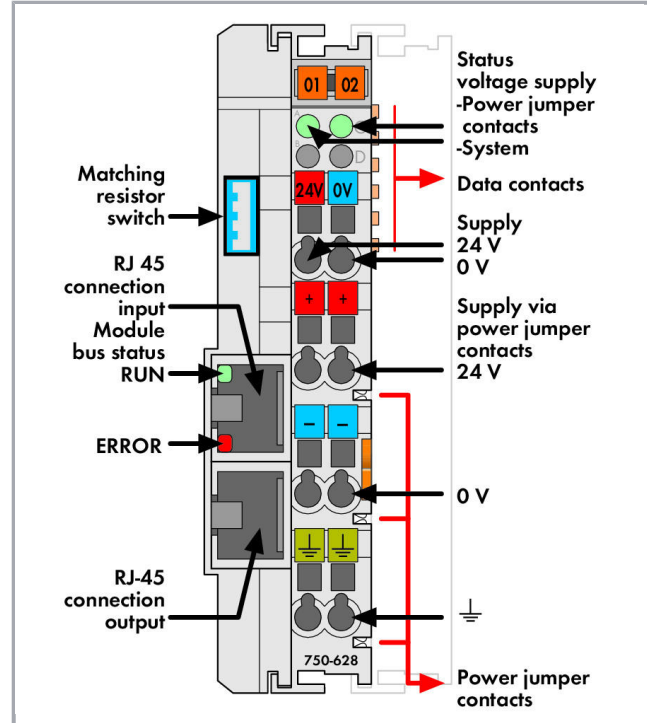 01 02
A
C
B
D
24V 0V
+ +
− −
750-628
Matching
resistor
switch
RJ 45
connection
input
Module
bus status
RUN
ERROR
RJ-45
connection
output
Status
voltage supply
-Power jumper
contacts
-System
Data contacts
Supply
24 V
0 V
Supply via
power jumper
contacts
24 V
0 V
Power jumper
contacts